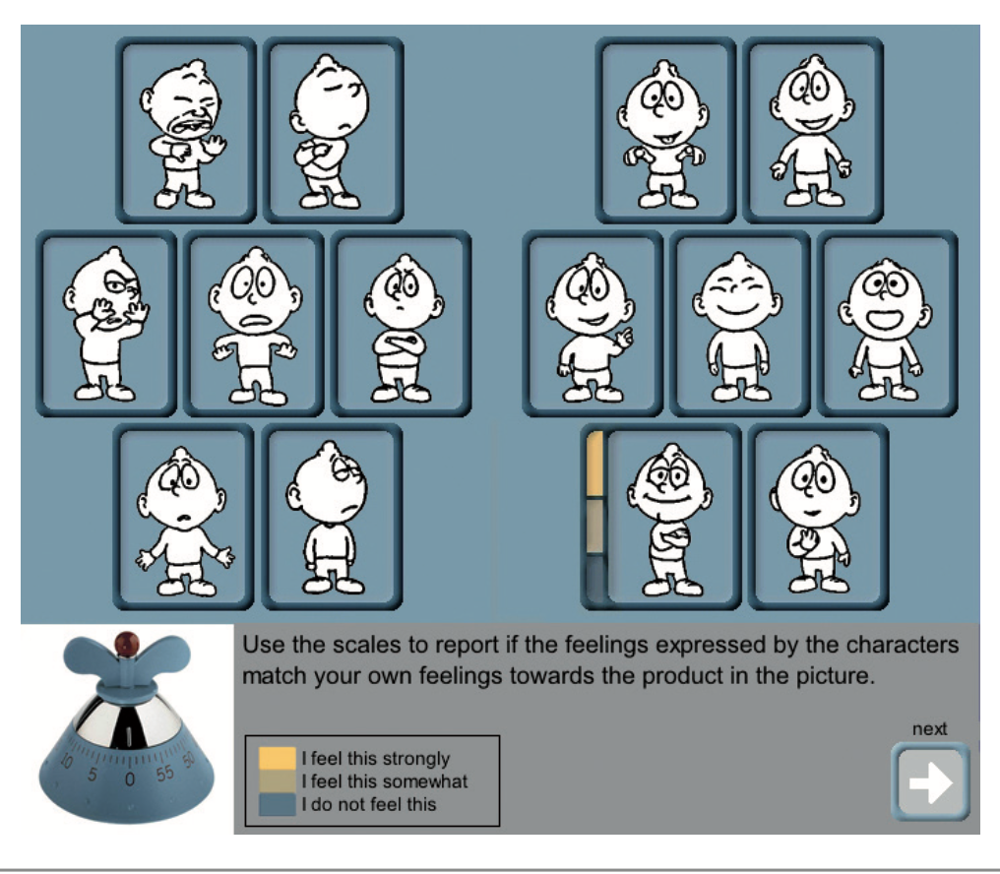 Use the scales to report if the feelings expressed by the characters
match your own feelings towards the product in the picture.
next
I feel this strongly
I feel this somewhat
I do not feel this
10 5 0 55 50